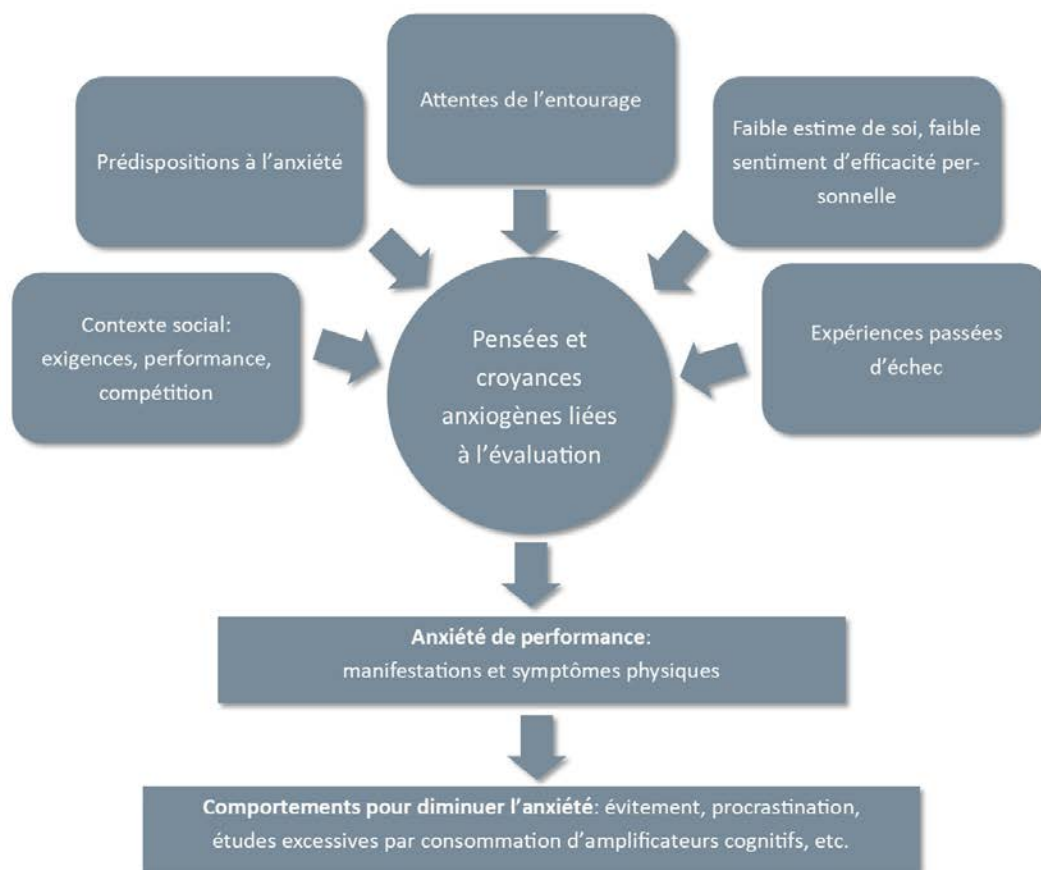 Attentes de l'entourage
Prédispositions à l'anxiété
Faible estime de soi, faible
sentiment d'efficacité per-
sonnelle
Contexte social:
exigences, performance,
compétition
Expériences passées
d'échec
Pensées et
croyances
anxiogènes liées
à l'évaluation
Anxiété de performance:
manifestations et symptômes physiques
Comportements pour diminuer l'anxiété: évitement, procrastination,
études excessives par consommation d'amplificateurs cognitifs, etc.